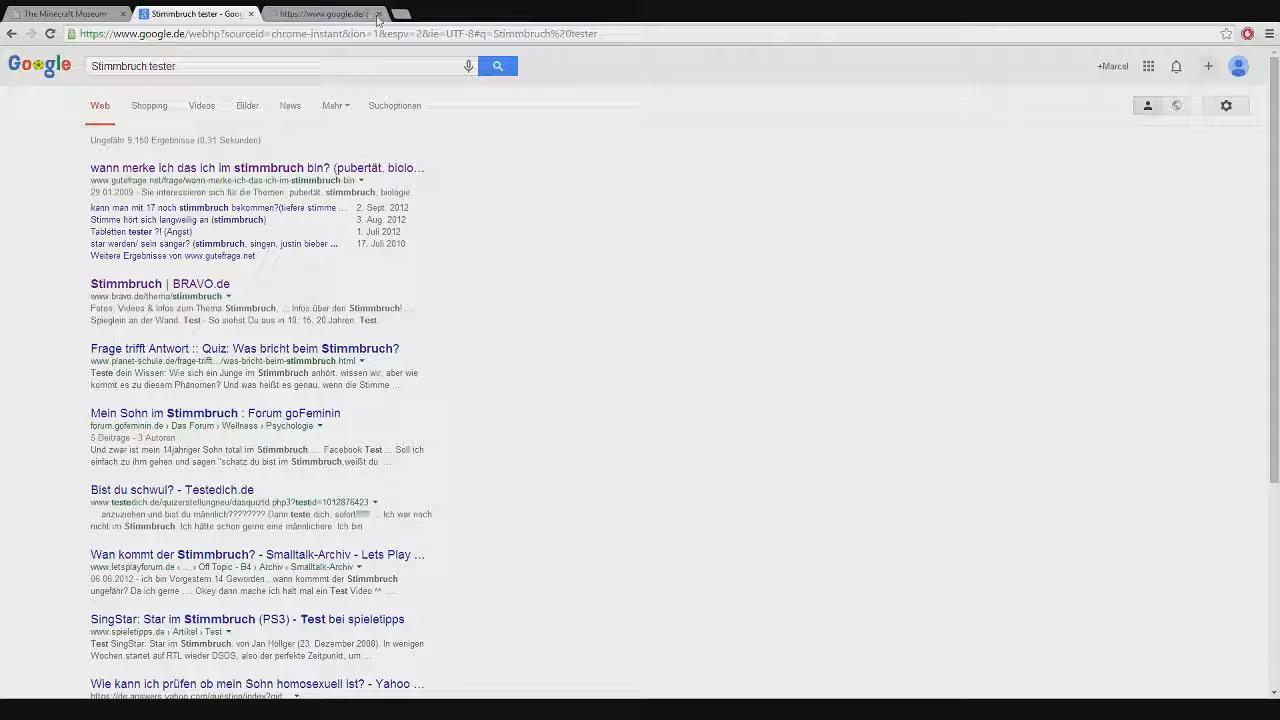 The Minecraft Museum
Stimmbruch tester - Goo
https://www.google.de/
https://www.google.de/webhp?sourceid=chrome-instant&ion=1&espv=2&ie=UTF-8#q=Stimmbruch%20tester
Google
Stimmbruch tester
+Marcel
Web Shopping Videos Bilder News Mehr Suchoptionen
Ungefähr 9.150 Ergebnisse (0,31 Sekunden)
wann merke ich das ich im stimmbruch bin? (pubertät, biolo...
www.gutefrage.net/frage/wann-merke-ich-das-ich-im-stimmbruch-bin
29.01.2009 - Sie interessieren sich für die Themen pubertät, stimmbruch, biologie.
kann man mit 17 noch stimmbruch bekommen?(tiefere stimme ... 2. Sept. 2012
Stimme hört sich langweilig an (stimmbruch) 3. Aug. 2012
Tabletten tester ?! (Angst) 1. Juli 2012
star werden/ sein sänger? (stimmbruch, singen, justin bieber ... 17. Juli 2010
Weitere Ergebnisse von www.gutefrage.net
Stimmbruch | BRAVO.de
www.bravo.de/thema/stimmbruch
Fotos, Videos & Infos zum Thema Stimmbruch. ... Infos über den Stimmbruch! ...
Spieglein an der Wand. Test - So siehst Du aus in 10, 15, 20 Jahren. Test.
Frage trifft Antwort :: Quiz: Was bricht beim Stimmbruch?
www.planet-schule.de/frage-trifft.../was-bricht-beim-stimmbruch.html
Teste dein Wissen: Wie sich ein Junge im Stimmbruch anhört, wissen wir, aber wie
kommt es zu diesem Phänomen? Und was heißt es genau, wenn die Stimme ...
Mein Sohn im Stimmbruch : Forum goFeminin
forum.gofeminin.de › Das Forum › Wellness › Psychologie
5 Beiträge - 3 Autoren
Und zwar ist mein 14jähriger Sohn total im Stimmbruch..... Facebook Test ... Soll ich
einfach zu ihm gehen und sagen "schatz du bist im Stimmbruch,weißt du ...
Bist du schwul? - Testedich.de
www.testedich.de/quizerstellungneu/dasquiztd.php3?testid=1012876423
anzuziehen und bist du männlich???????? Dann teste dich, sofort ... Ich war noch
nicht im Stimmbruch. Ich hätte schon gerne eine männlichere. Ich bin
Wan kommt der Stimmbruch? - Smalltalk-Archiv - Lets Play ...
www.letsplayforum.de › ... › Off Topic - B4 › Archiv › Smalltalk-Archiv
06.06.2012 - ich bin Vorgestern 14 Geworden.. wann kommmt der Stimmbruch
ungefähr? Da ich gerne .... Okey dann mache ich halt mal ein Test Video ^^ ...
SingStar: Star im Stimmbruch (PS3) - Test bei spieletipps
www.spieletipps.de › Artikel › Test
Test SingStar: Star im Stimmbruch. von Jan Höllger (23. Dezember 2008). In wenigen
Wochen startet auf RTL wieder DSDS, also der perfekte Zeitpunkt, um ...
Wie kann ich prüfen ob mein Sohn homosexuell ist? - Yahoo ...
https://de.answers.yahoo.com/question/index?qid...